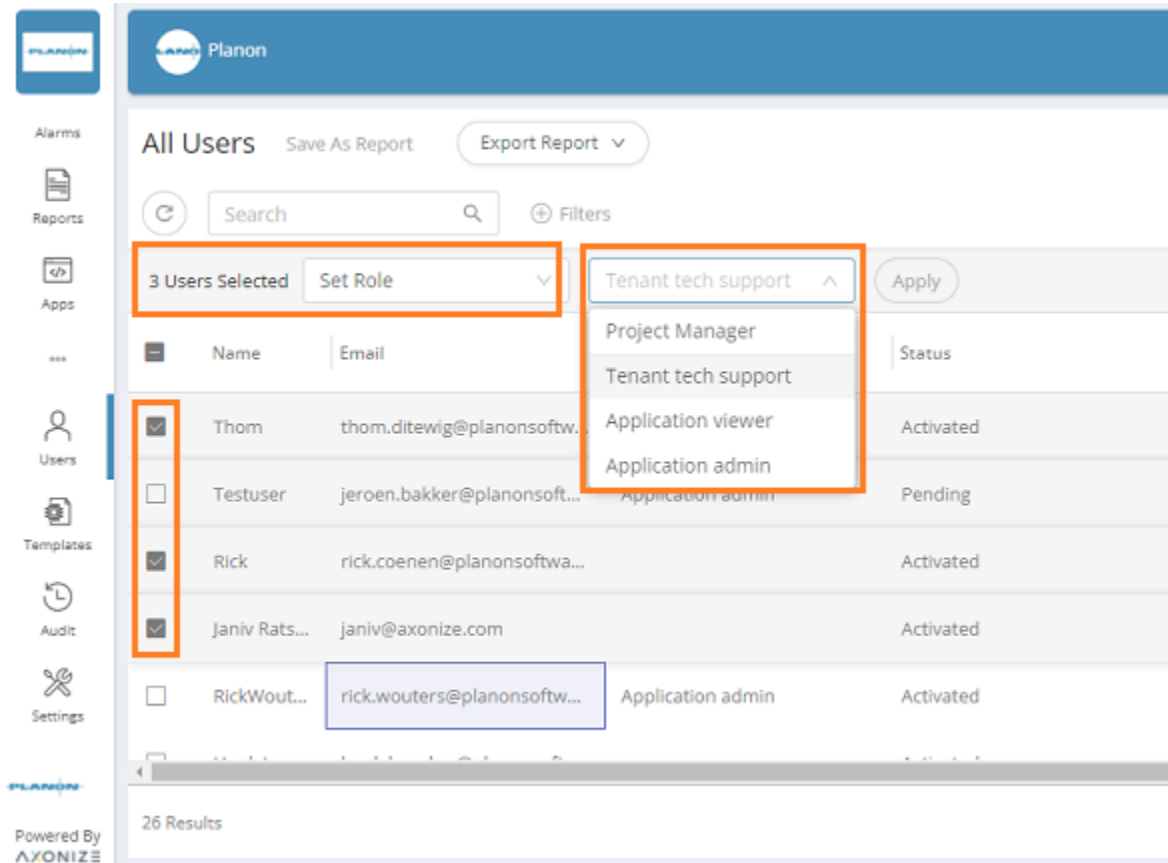 PLANON
LANO Planon
Alarms
Reports
Apps
Users
Templates
Audit
Settings
PLANON
Powered By
AXONIZE
All Users Save As Report Export Report
Search Filters
3 Users Selected Set Role Tenant tech support Apply
Project Manager
Tenant tech support
Application viewer
Application admin
Name Email Status
Thom thom.ditewig@planonsoftw... Activated
Testuser jeroen.bakker@planonsoft... Application admin Pending
Rick rick.coenen@planonsoftwa... Activated
Janiv Rats... janiv@axonize.com Activated
RickWout... rick.wouters@planonsoftw... Application admin Activated
26 Results